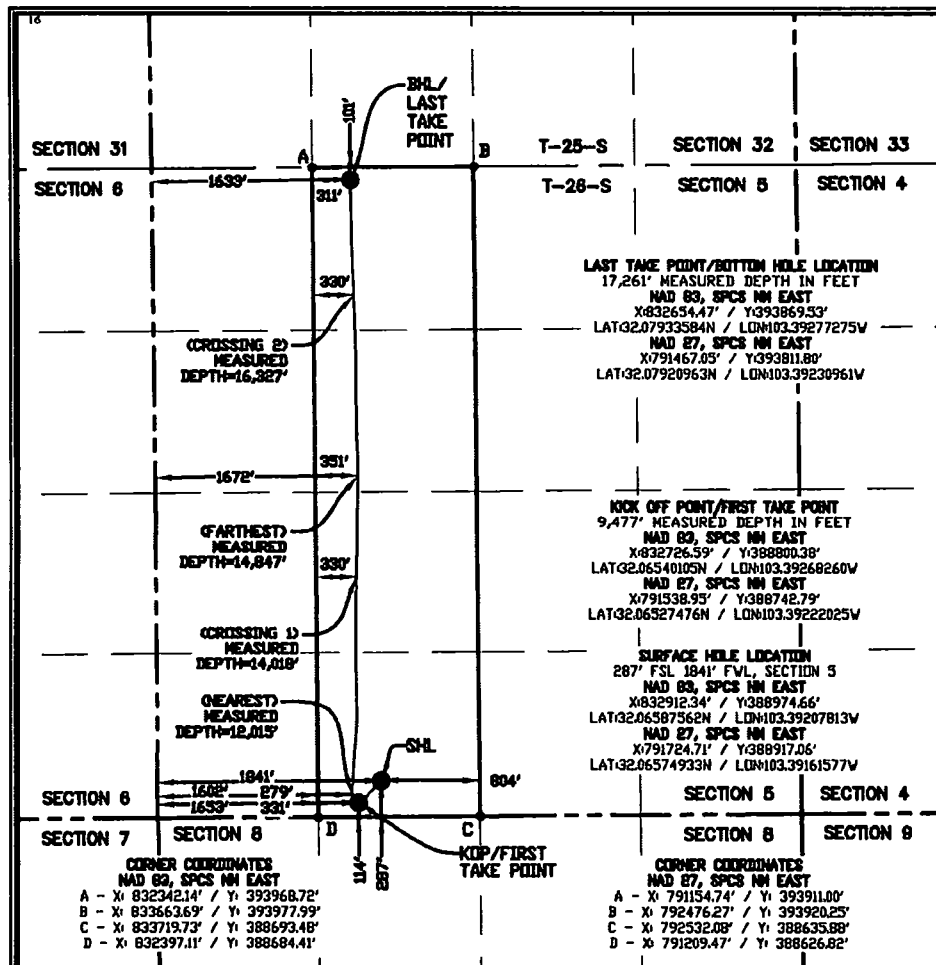 16
BHL/
LAST
TAKE
POINT
101'
SECTION 31
A
B
T-25-S
SECTION 32
SECTION 33
SECTION 6
1633'
311'
T-26-S
SECTION 5
SECTION 4
LAST TAKE POINT/BOTTOM HOLE LOCATION
17,261' MEASURED DEPTH IN FEET
NAD 83, SPCS NM EAST
X:832654.47' / Y:393869.53'
LAT:32.07933584N / LON:103.39277275W
NAD 27, SPCS NM EAST
X:791467.05' / Y:393811.80'
LAT:32.07920963N / LON:103.39230961W
330'
(CROSSING 2)
MEASURED
DEPTH=16,327'
351'
1672'
(FARTHEST)
MEASURED
DEPTH=14,847'
330'
KICK OFF POINT/FIRST TAKE POINT
9,477' MEASURED DEPTH IN FEET
NAD 83, SPCS NM EAST
X:832726.59' / Y:388800.38'
LAT:32.06540105N / LON:103.39268260W
NAD 27, SPCS NM EAST
X:791538.95' / Y:388742.79'
LAT:32.06527476N / LON:103.39222025W
(CROSSING 1)
MEASURED
DEPTH=14,018'
SURFACE HOLE LOCATION
287' FSL 1841' FWL, SECTION 5
NAD 83, SPCS NM EAST
X:832912.34' / Y:388974.66'
LAT:32.06587562N / LON:103.39207813W
NAD 27, SPCS NM EAST
X:791724.71' / Y:388917.06'
LAT:32.06574933N / LON:103.39161577W
(NEAREST)
MEASURED
DEPTH=12,015'
SHL
1841'
804'
1602' 279'
1653' 331'
SECTION 6
SECTION 5
SECTION 4
SECTION 7
SECTION 8
D
C
SECTION 8
SECTION 9
114'
287'
KOP/FIRST
TAKE POINT
CORNER COORDINATES
NAD 83, SPCS NM EAST
A - X: 832342.14' / Y: 393968.72'
B - X: 833663.69' / Y: 393977.99'
C - X: 833719.73' / Y: 388693.48'
D - X: 832397.11' / Y: 388684.41'
CORNER COORDINATES
NAD 27, SPCS NM EAST
A - X: 791154.74' / Y: 393911.00'
B - X: 792476.27' / Y: 393920.25'
C - X: 792532.08' / Y: 388635.88'
D - X: 791209.47' / Y: 388626.82'